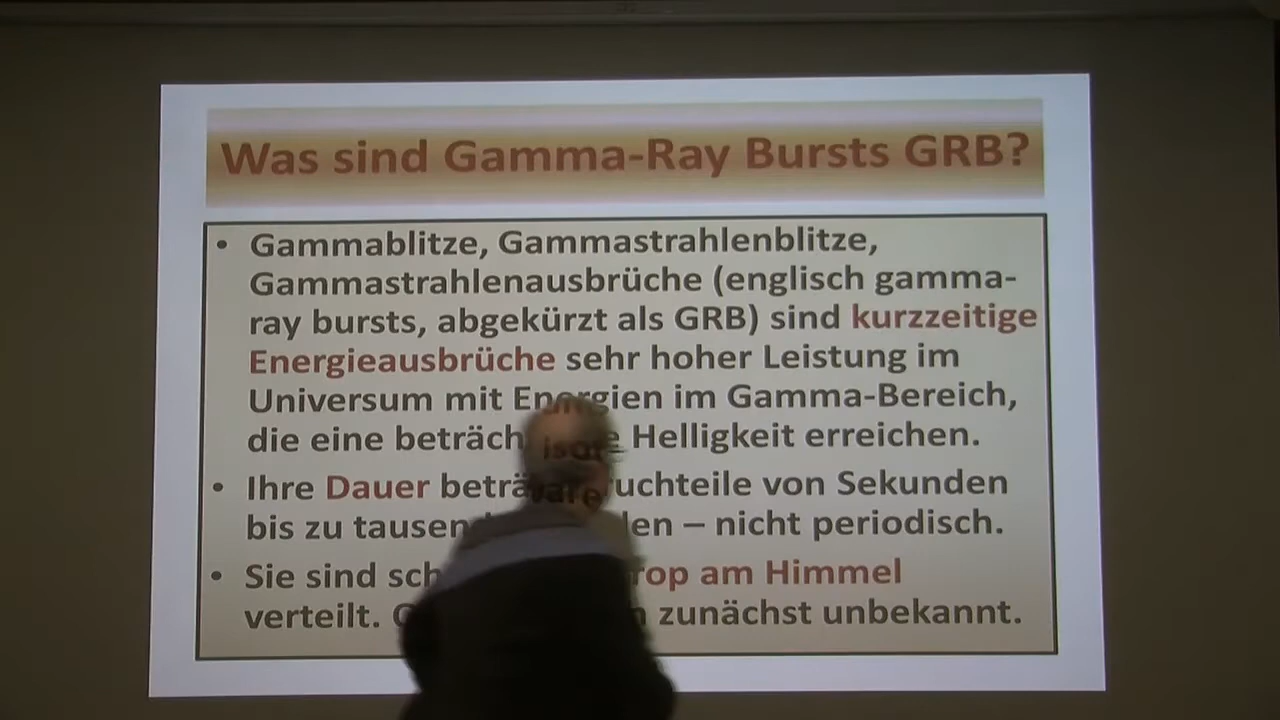 Was sind Gamma-Ray Bursts GRB?
• Gammablitze, Gammastrahlenblitze,
Gammastrahlenausbrüche (englisch gamma-
ray bursts, abgekürzt als GRB) sind kurzzeitige
Energieausbrüche sehr hoher Leistung im
Universum mit Energien im Gamma-Bereich,
die eine Helligkeit erreichen.
• Ihre Dauer von Sekunden
bis zu – nicht periodisch.
• Sie sind am Himmel
verteilt. zunächst unbekannt.